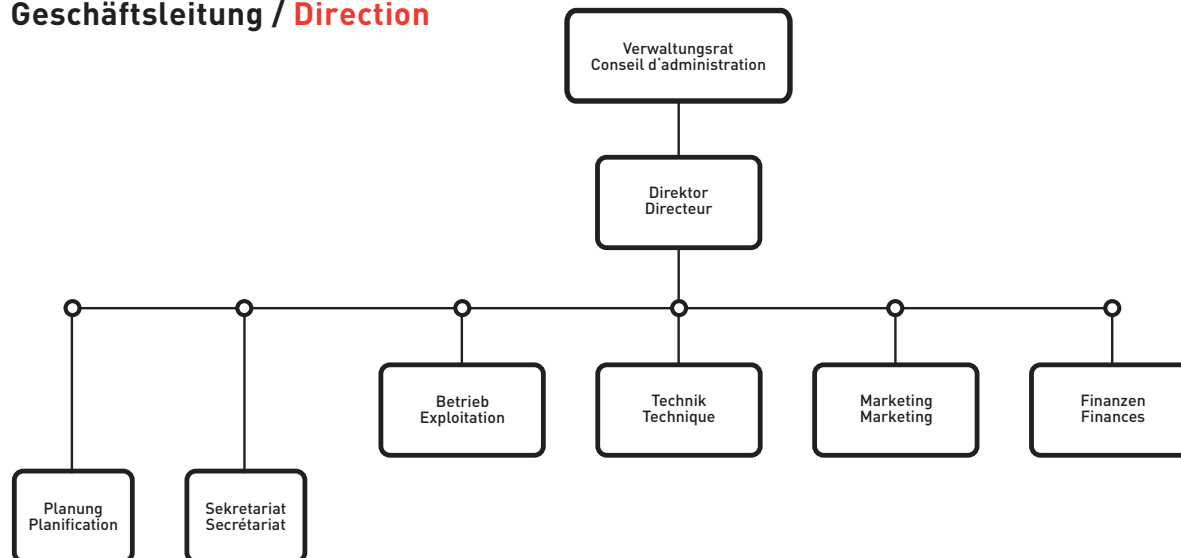 Geschäftsleitung / Direction
Verwaltungsrat
Conseil d'administration
Direktor
Directeur
Betrieb
Exploitation
Technik
Technique
Marketing
Marketing
Finanzen
Finances
Planung
Planification
Sekretariat
Secrétariat